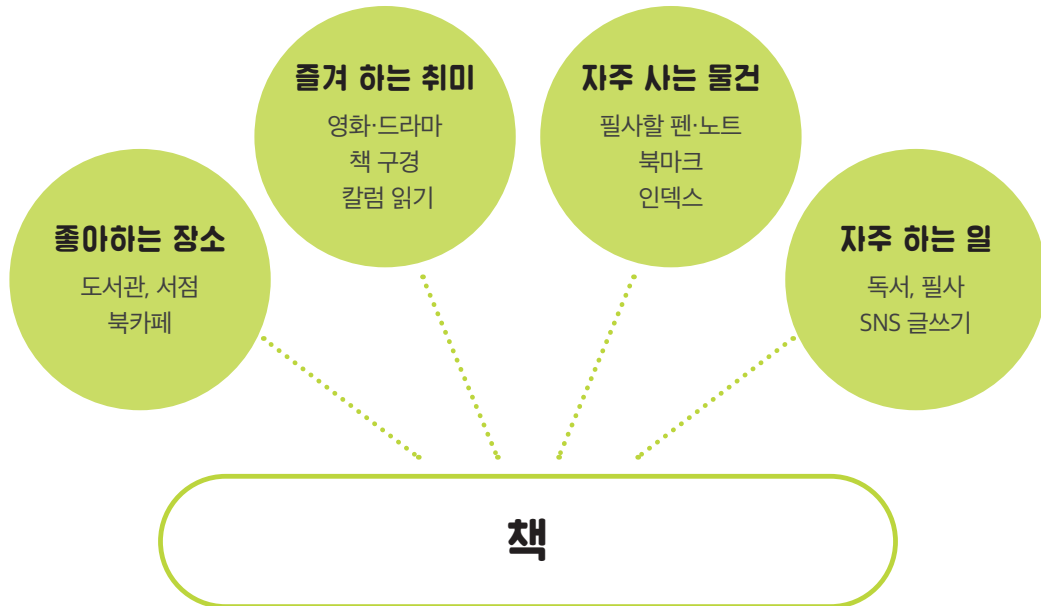 즐겨 하는 취미
영화·드라마
책 구경
칼럼 읽기
자주 사는 물건
필사할 펜·노트
북마크
인덱스
좋아하는 장소
도서관, 서점
북카페
자주 하는 일
독서, 필사
SNS 글쓰기
책